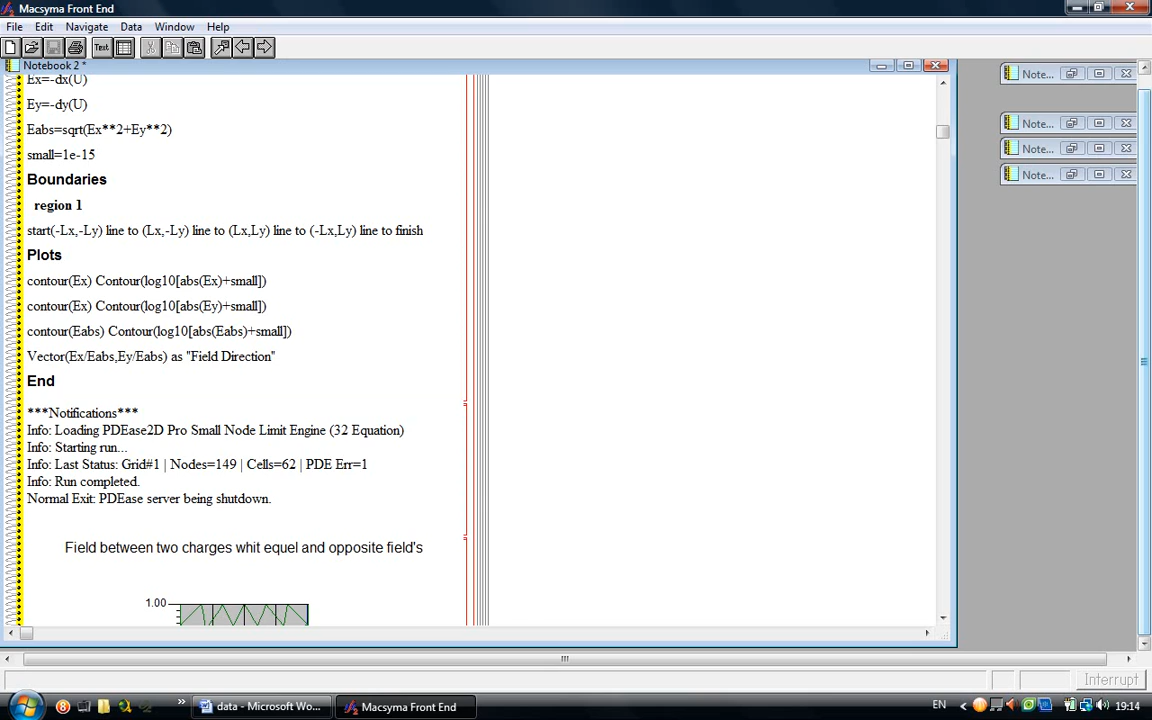 Macsyma Front End
File Edit Navigate Data Window Help
Text
Notebook 2 *
Ex=-dx(U)
Ey=-dy(U)
Eabs=sqrt(Ex**2+Ey**2)
small=1e-15
Boundaries
region 1
start(-Lx,-Ly) line to (Lx,-Ly) line to (Lx,Ly) line to (-Lx,Ly) line to finish
Plots
contour(Ex) Contour(log10[abs(Ex)+small])
contour(Ex) Contour(log10[abs(Ey)+small])
contour(Eabs) Contour(log10[abs(Eabs)+small])
Vector(Ex/Eabs,Ey/Eabs) as "Field Direction"
End
***Notifications***
Info: Loading PDEase2D Pro Small Node Limit Engine (32 Equation)
Info: Starting run...
Info: Last Status: Grid#1 | Nodes=149 | Cells=62 | PDE Err=1
Info: Run completed.
Normal Exit: PDEase server being shutdown.
Field between two charges whit equel and opposite field's
1.00
Note...
Note...
Note...
Note...
Interrupt
data - Microsoft Wo...
Macsyma Front End
EN
19:14